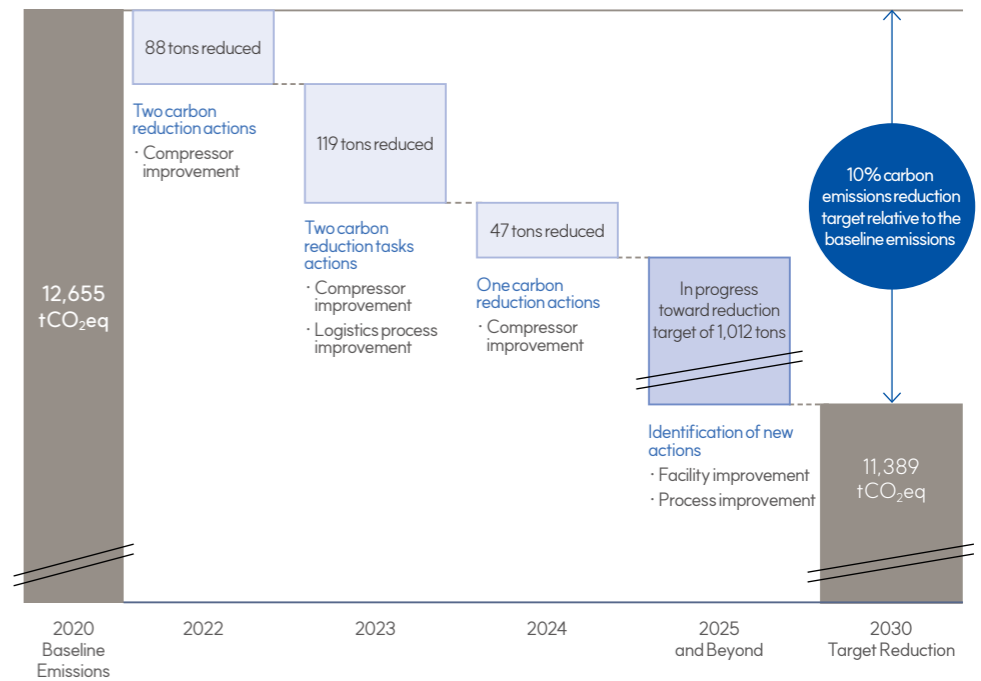 88 tons reduced
Two carbon
reduction actions
· Compressor
improvement
119 tons reduced
Two carbon
reduction tasks
actions
· Compressor
improvement
· Logistics process
improvement
47 tons reduced
One carbon
reduction actions
· Compressor
improvement
In progress
toward reduction
target of 1,012 tons
Identification of new
actions
· Facility improvement
· Process improvement
10% carbon
emissions reduction
target relative to the
baseline emissions
12,655
tCO₂eq
11,389
tCO₂eq
2020
Baseline
Emissions
2022
2023
2024
2025
and Beyond
2030
Target Reduction